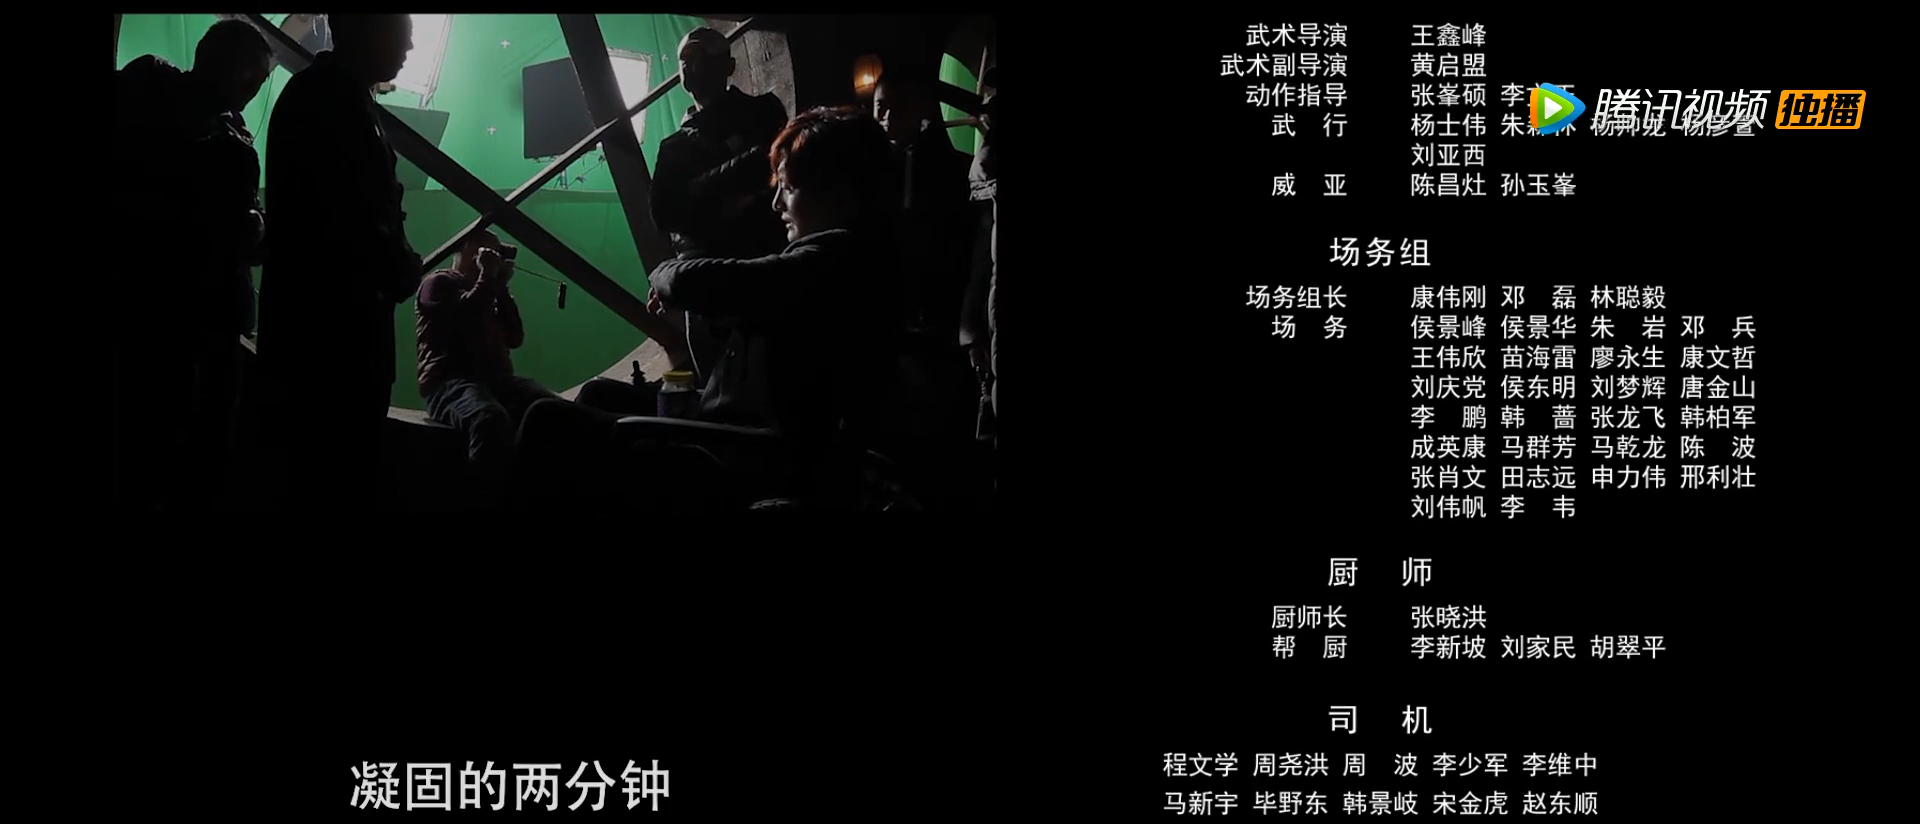 武术导演 王鑫峰
武术副导演 黄启盟
动作指导 张峯硕 李
腾讯视频 独播
武 行 杨士伟 朱
刘亚西
威 亚 陈昌灶 孙玉峯
场务组
场务组长 康伟刚 邓 磊 林聪毅
场 务 侯景峰 侯景华 朱 岩 邓 兵
王伟欣 苗海雷 廖永生 康文哲
刘庆党 侯东明 刘梦辉 唐金山
李 鹏 韩 蔷 张龙飞 韩柏军
成英康 马群芳 马乾龙 陈 波
张肖文 田志远 申力伟 邢利壮
刘伟帆 李 韦
厨 师
厨师长 张晓洪
帮 厨 李新坡 刘家民 胡翠平
司 机
程文学 周尧洪 周 波 李少军 李维中
马新宇 毕野东 韩景岐 宋金虎 赵东顺
凝固的两分钟